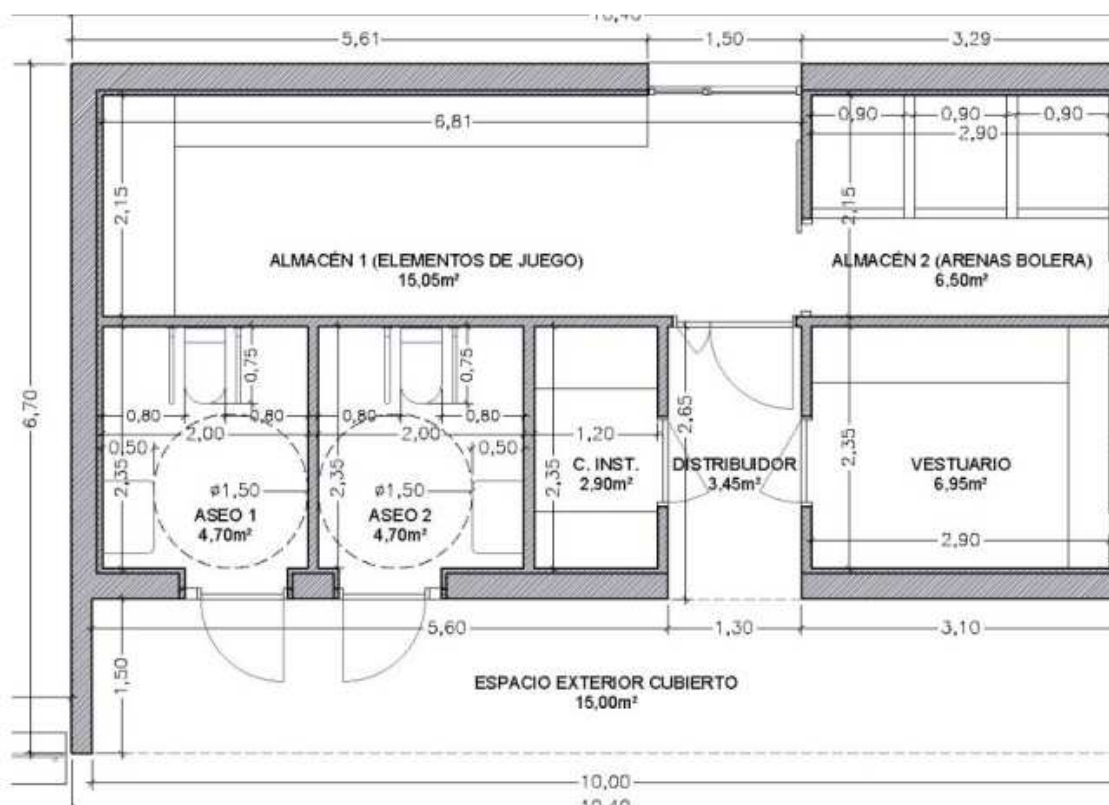 10,40
5,61
1,50
3,29
6,81
0,90
0,90
0,90
2,90
2,15
2,15
ALMACÉN 1 (ELEMENTOS DE JUEGO)
15,05m²
ALMACÉN 2 (ARENAS BOLERA)
6,50m²
6,70
0,75
0,75
0,80
0,80
0,80
0,80
2,00
2,00
0,50
0,50
1,20
2,65
2,35
2,35
2,35
2,35
ø1,50
ø1,50
ASEO 1
4,70m²
ASEO 2
4,70m²
C. INST.
2,90m²
DISTRIBUIDOR
3,45m²
VESTUARIO
6,95m²
2,90
5,60
1,30
3,10
1,50
ESPACIO EXTERIOR CUBIERTO
15,00m²
10,00
10,40